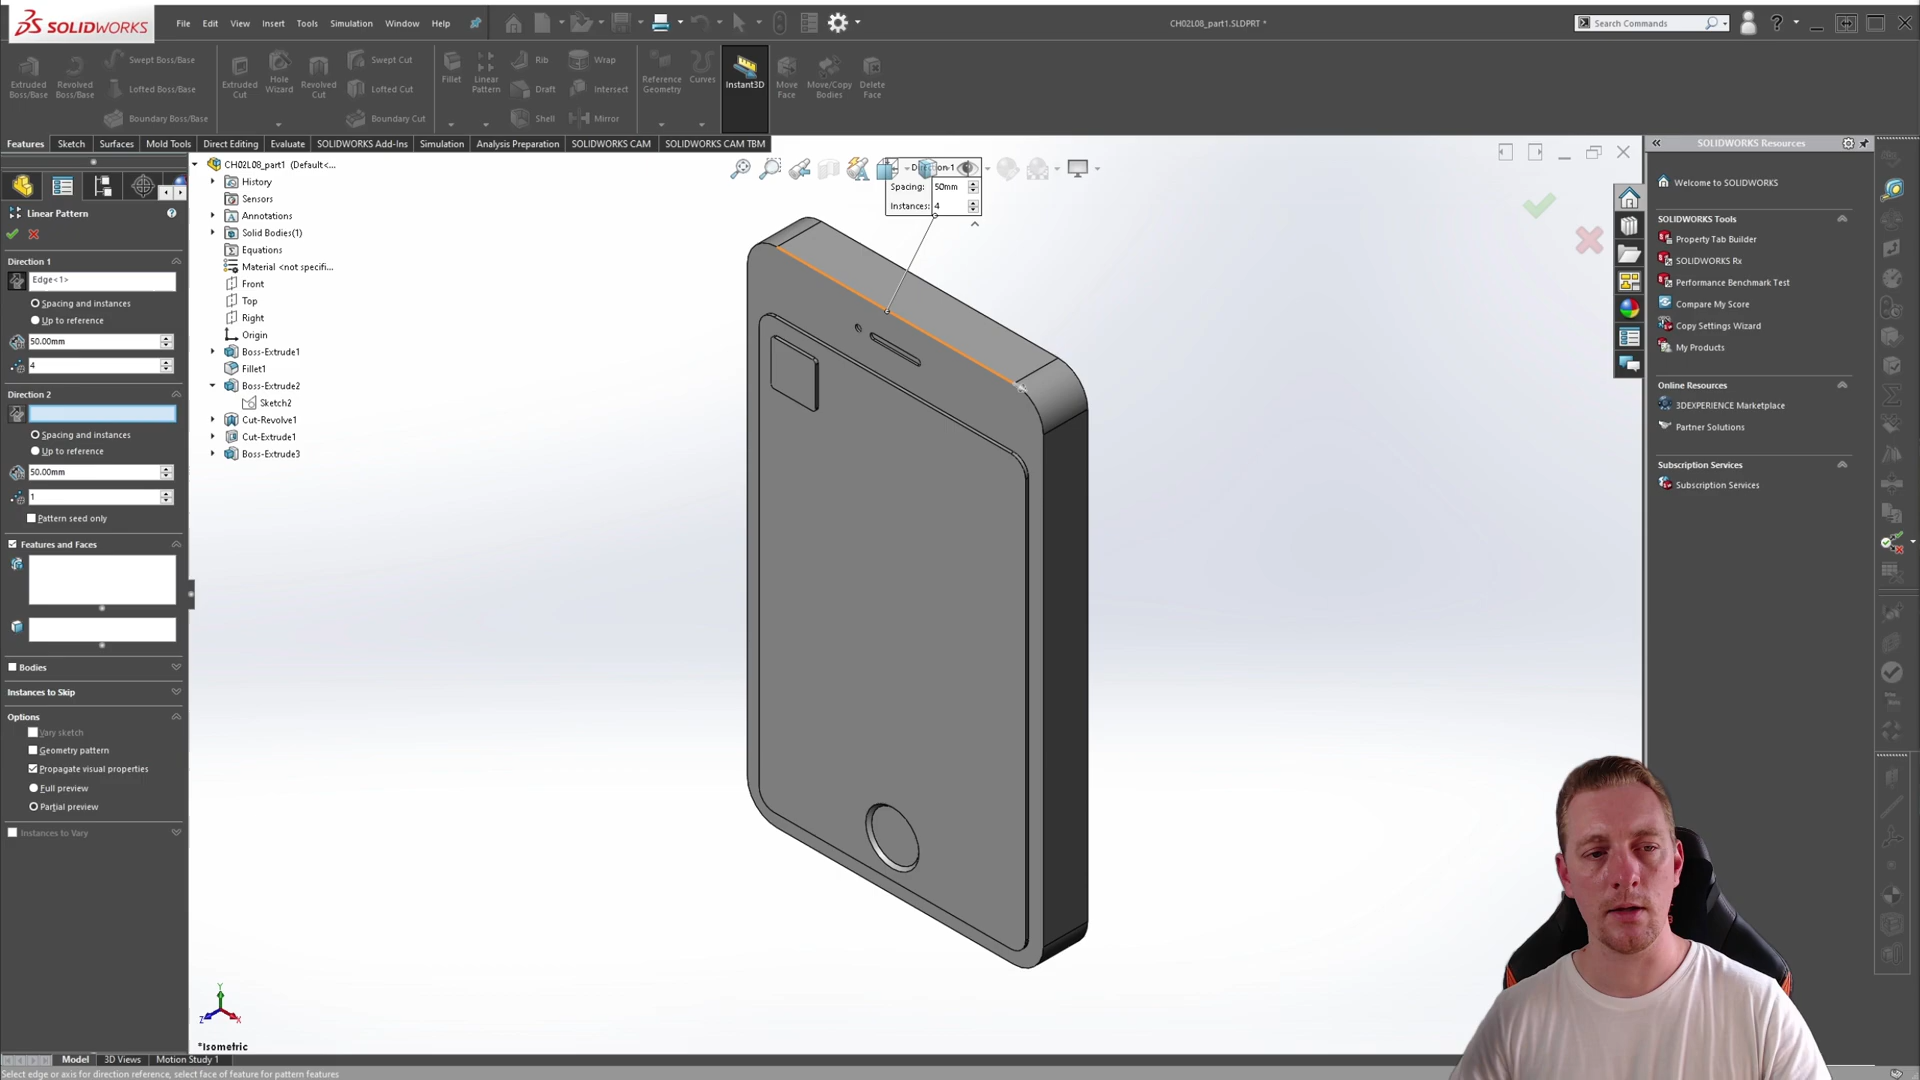 SOLIDWORKS
File Edit View Insert Tools Simulation Window Help
CH02L08_part1.SLDPRT *
Search Commands
Extruded Boss/Base
Revolved Boss/Base
Swept Boss/Base
Lofted Boss/Base
Boundary Boss/Base
Extruded Cut
Hole Wizard
Revolved Cut
Swept Cut
Lofted Cut
Boundary Cut
Fillet
Linear Pattern
Rib
Draft
Shell
Wrap
Intersect
Mirror
Reference Geometry
Curves
Instant3D
Move Face
Move/Copy Bodies
Delete Face
Features Sketch Surfaces Mold Tools Direct Editing Evaluate SOLIDWORKS Add-Ins Simulation Analysis Preparation SOLIDWORKS CAM SOLIDWORKS CAM TBM
Linear Pattern
Direction 1
Edge<1>
Spacing and instances
Up to reference
50.00mm
4
Direction 2
Spacing and instances
Up to reference
50.00mm
1
Pattern seed only
Features and Faces
Bodies
Instances to Skip
Options
Vary sketch
Geometry pattern
Propagate visual properties
Full preview
Partial preview
Instances to Vary
CH02L08_part1 (Default<...
History
Sensors
Annotations
Solid Bodies(1)
Equations
Material <not specifi...
Front
Top
Right
Origin
Boss-Extrude1
Fillet1
Boss-Extrude2
Sketch2
Cut-Revolve1
Cut-Extrude1
Boss-Extrude3
Spacing: 50mm
Instances: 4
Y
Z
X
*Isometric
SOLIDWORKS Resources
Welcome to SOLIDWORKS
SOLIDWORKS Tools
Property Tab Builder
SOLIDWORKS Rx
Performance Benchmark Test
Compare My Score
Copy Settings Wizard
My Products
Online Resources
3DEXPERIENCE Marketplace
Partner Solutions
Subscription Services
Subscription Services
Model 3D Views Motion Study 1
Select edge or axis for direction reference, select face of feature for pattern features